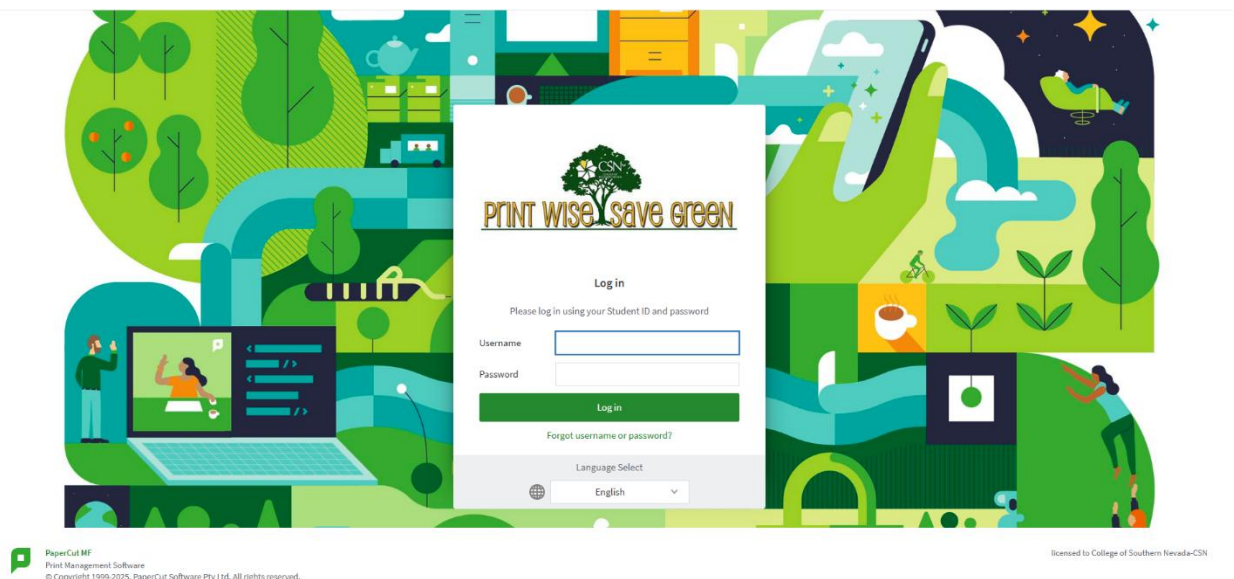 CSN
PRINT WISE SAVE GREEN
Log in
Please log in using your Student ID and password
Username
Password
Log in
Forgot username or password?
Language Select
English
PaperCut MF
Print Management Software
© Copyright 1999-2025. PaperCut Software Pty Ltd. All rights reserved.
licensed to College of Southern Nevada-CSN